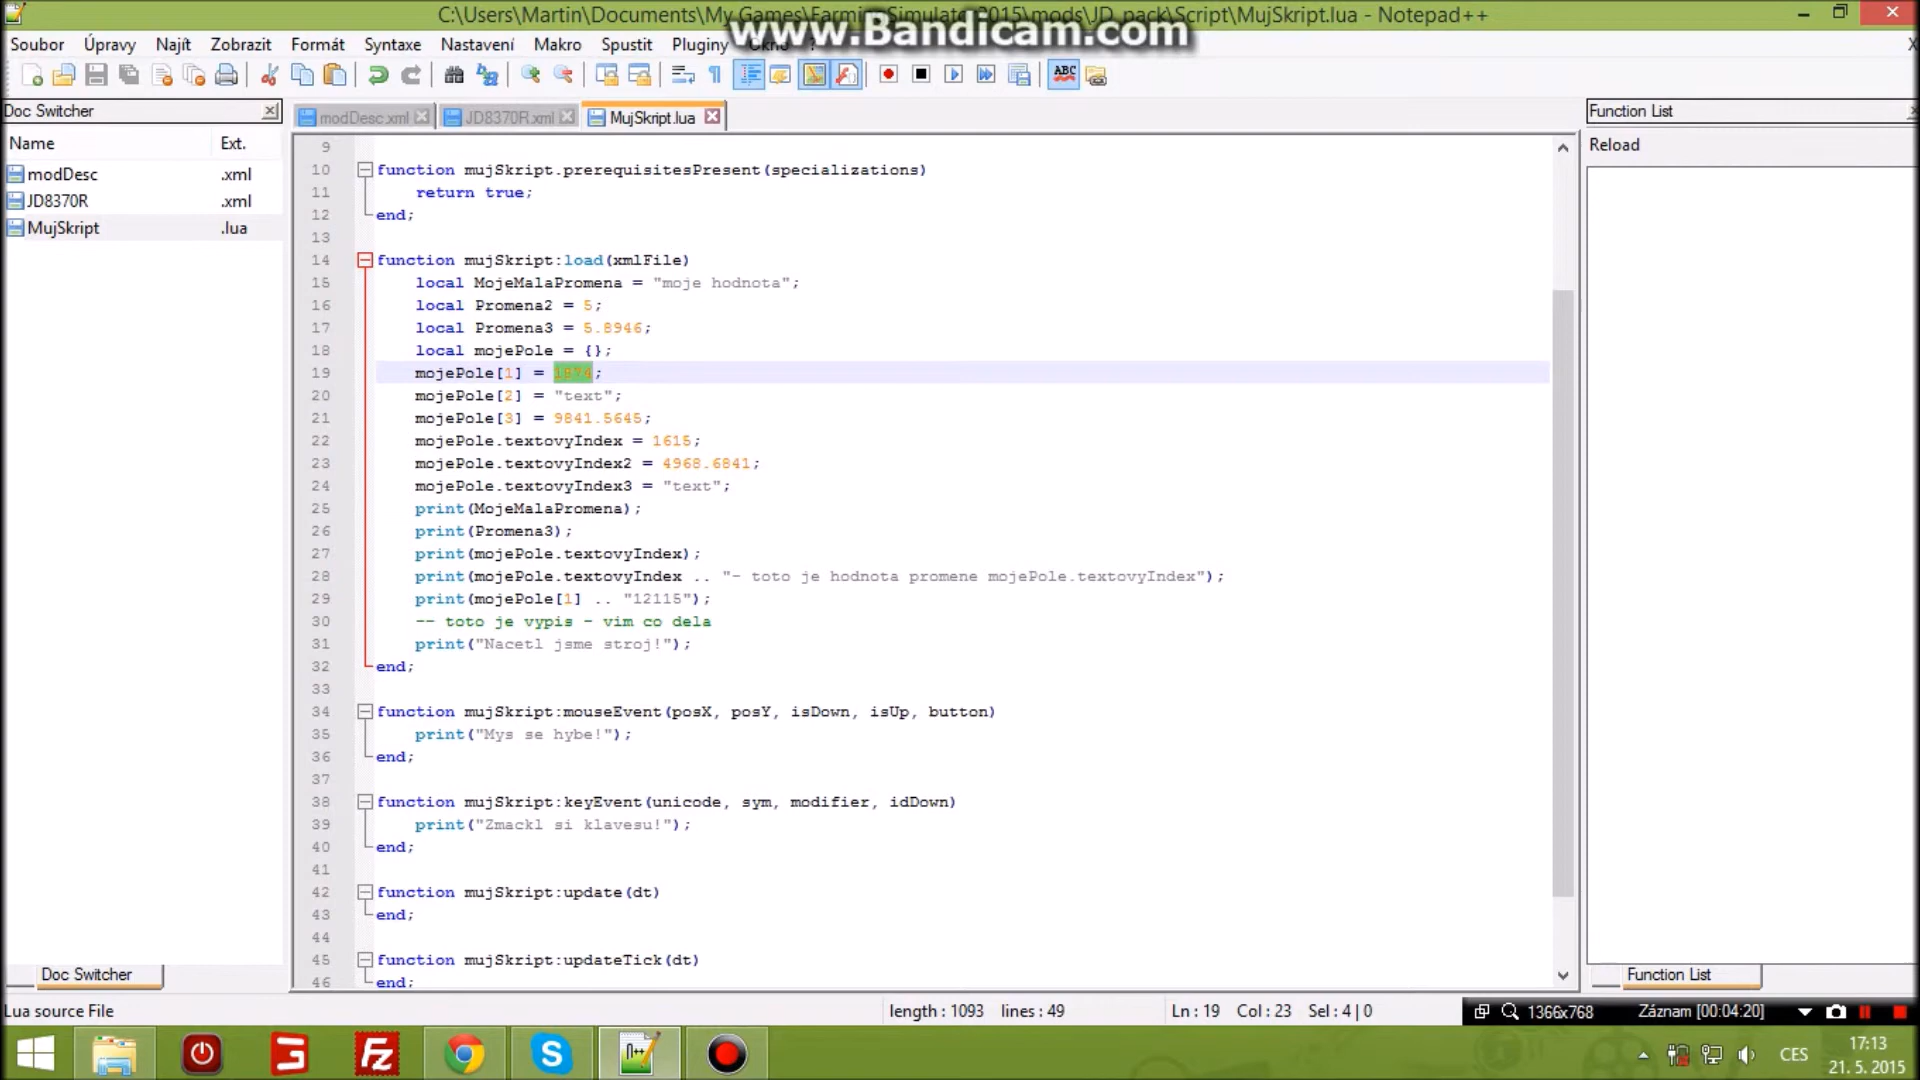 C:\Users\Martin\Documents\My Games\Farming Simulator 2015\mods\JD_pack\Script\MujSkript.lua - Notepad++
www.Bandicam.com
Soubor Úpravy Najít Zobrazit Formát Syntaxe Nastavení Makro Spustit Pluginy Okno ? X
ABC
Doc Switcher
modDesc.xml JD8370R.xml MujSkript.lua
Function List
Name Ext.
Reload
modDesc .xml
JD8370R .xml
MujSkript .lua
9
10 function mujSkript.prerequisitesPresent(specializations)
11 return true;
12 end;
13
14 function mujSkript:load(xmlFile)
15 local MojeMalaPromena = "moje hodnota";
16 local Promena2 = 5;
17 local Promena3 = 5.8946;
18 local mojePole = {};
19 mojePole[1] = 1874;
20 mojePole[2] = "text";
21 mojePole[3] = 9841.5645;
22 mojePole.textovyIndex = 1615;
23 mojePole.textovyIndex2 = 4968.6841;
24 mojePole.textovyIndex3 = "text";
25 print(MojeMalaPromena);
26 print(Promena3);
27 print(mojePole.textovyIndex);
28 print(mojePole.textovyIndex .. "- toto je hodnota promene mojePole.textovyIndex");
29 print(mojePole[1] .. "12115");
30 -- toto je vypis - vim co dela
31 print("Nacetl jsme stroj!");
32 end;
33
34 function mujSkript:mouseEvent(posX, posY, isDown, isUp, button)
35 print("Mys se hybe!");
36 end;
37
38 function mujSkript:keyEvent(unicode, sym, modifier, idDown)
39 print("Zmackl si klavesu!");
40 end;
41
42 function mujSkript:update(dt)
43 end;
44
45 function mujSkript:updateTick(dt)
46 end;
Doc Switcher
Function List
Lua source File length : 1093 lines : 49 Ln : 19 Col : 23 Sel : 4 | 0
1366x768 Záznam [00:04:20]
CES
17:13
21. 5. 2015